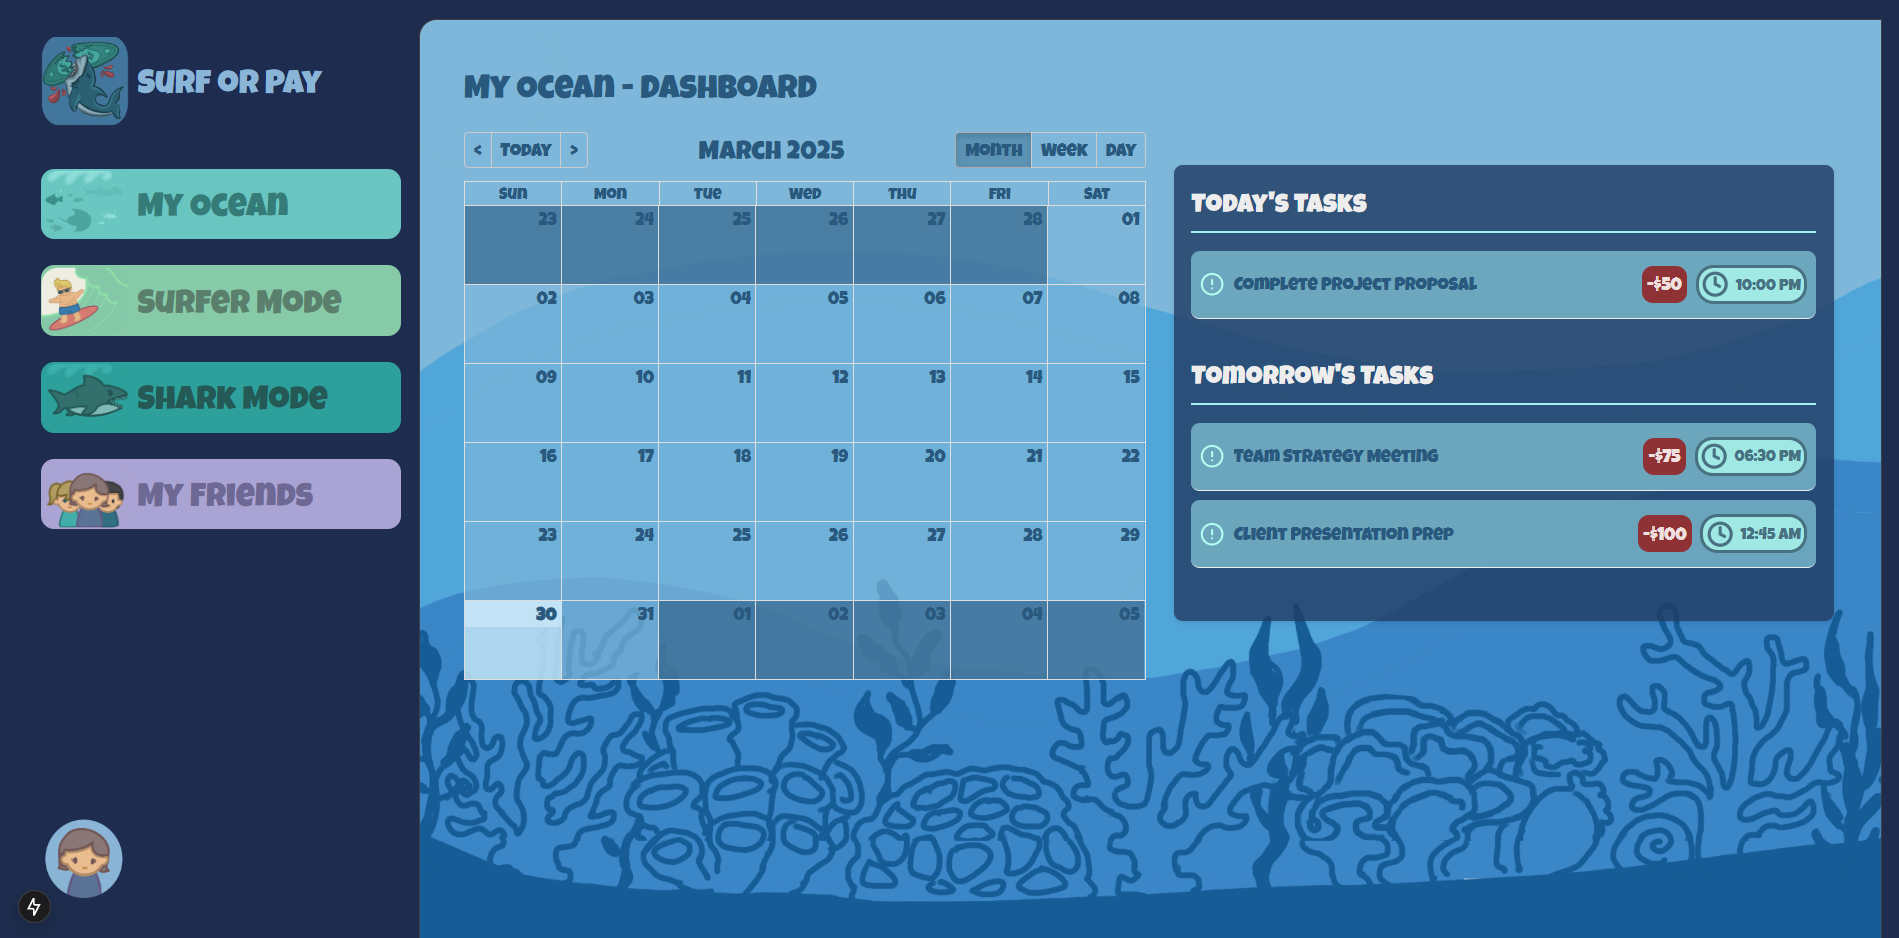 SURF OR PAY
MY OCEAN
SURFER MODE
SHARK MODE
MY FRIENDS
MY OCEAN - DASHBOARD
< TODAY >
MARCH 2025
MONTH WEEK DAY
SUN MON TUE WED THU FRI SAT
23 24 25 26 27 28 01
02 03 04 05 06 07 08
09 10 11 12 13 14 15
16 17 18 19 20 21 22
23 24 25 26 27 28 29
30 31 01 02 03 04 05
TODAY'S TASKS
COMPLETE PROJECT PROPOSAL -$50 10:00 PM
TOMORROW'S TASKS
TEAM STRATEGY MEETING -$75 06:30 PM
CLIENT PRESENTATION PREP -$100 12:45 AM